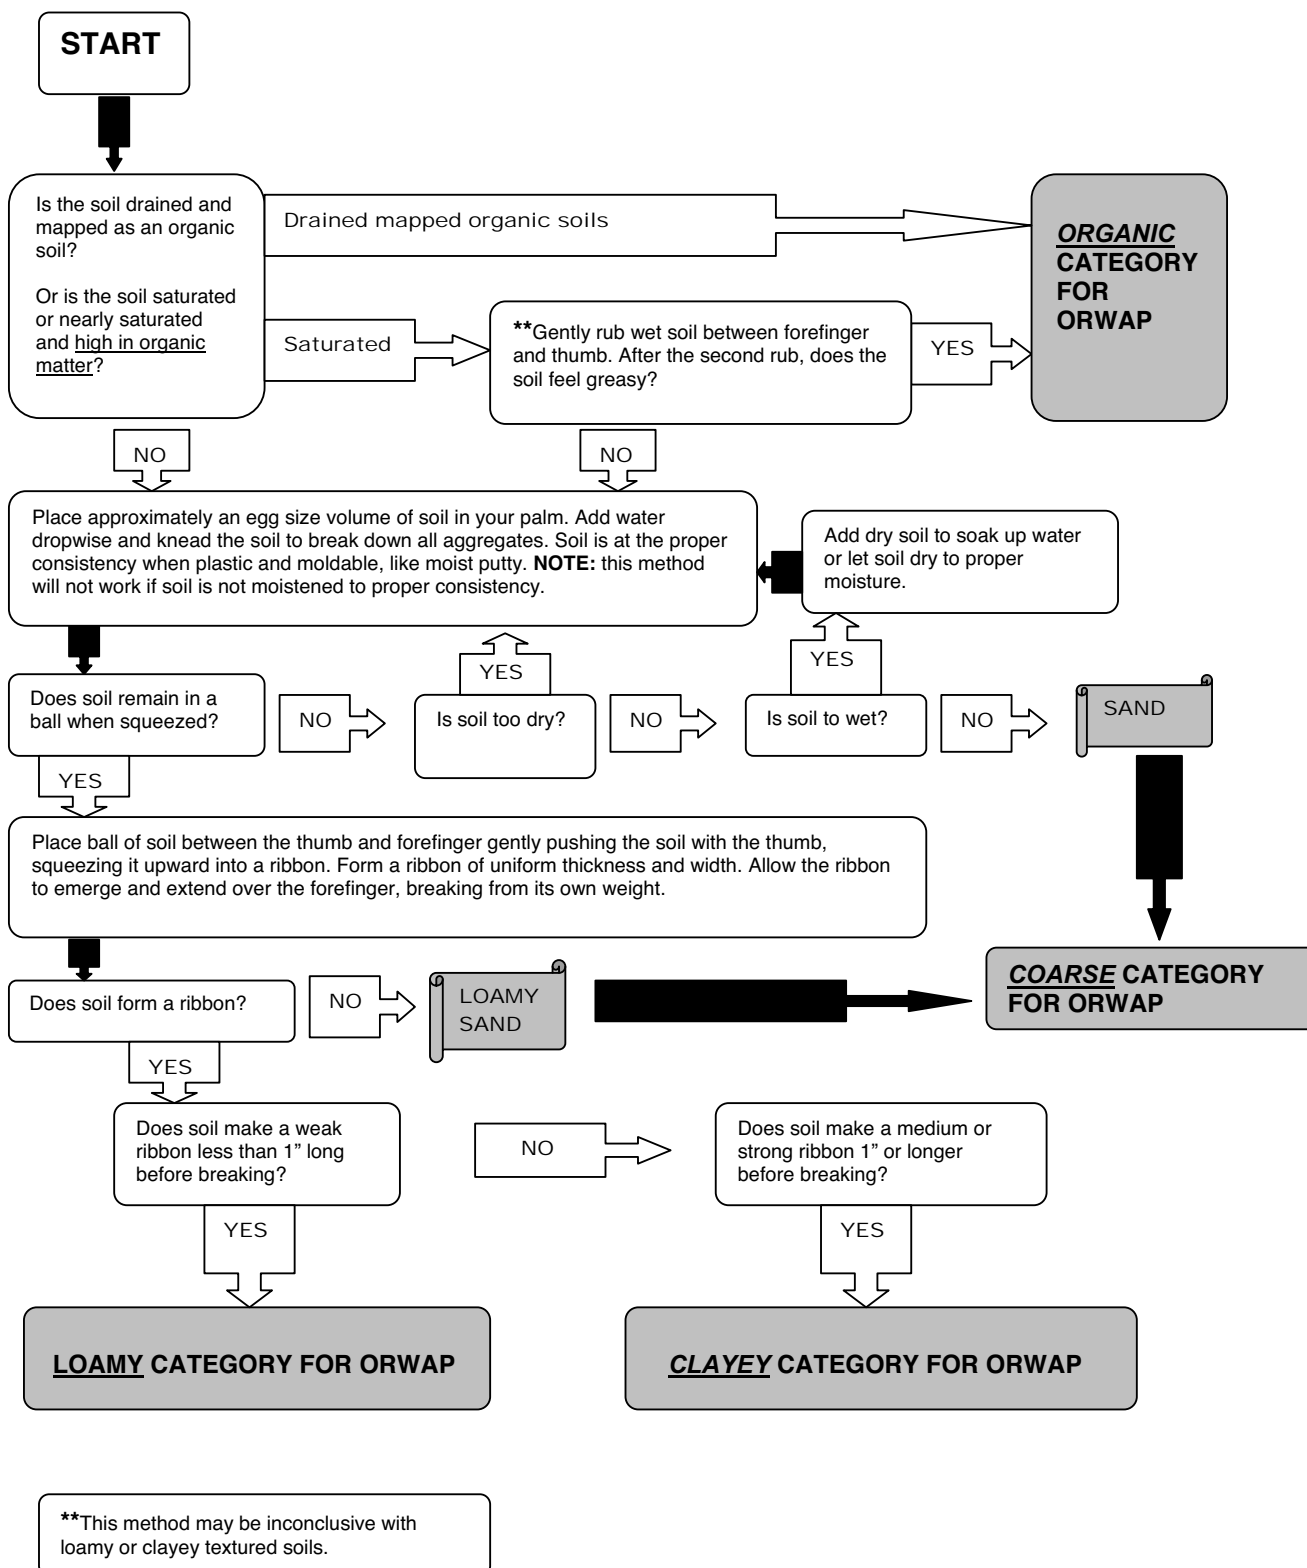 START
Is the soil drained and
mapped as an organic
soil?
Or is the soil saturated
or nearly saturated
and high in organic
matter?
Drained mapped organic soils
ORGANIC
CATEGORY
FOR
ORWAP
Saturated
**Gently rub wet soil between forefinger
and thumb. After the second rub, does the
soil feel greasy?
YES
NO
NO
Place approximately an egg size volume of soil in your palm. Add water
dropwise and knead the soil to break down all aggregates. Soil is at the proper
consistency when plastic and moldable, like moist putty. NOTE: this method
will not work if soil is not moistened to proper consistency.
Add dry soil to soak up water
or let soil dry to proper
moisture.
YES
YES
Does soil remain in a
ball when squeezed?
NO
Is soil too dry?
NO
Is soil to wet?
NO
SAND
YES
Place ball of soil between the thumb and forefinger gently pushing the soil with the thumb,
squeezing it upward into a ribbon. Form a ribbon of uniform thickness and width. Allow the ribbon
to emerge and extend over the forefinger, breaking from its own weight.
Does soil form a ribbon?
NO
LOAMY
SAND
COARSE CATEGORY
FOR ORWAP
YES
Does soil make a weak
ribbon less than 1” long
before breaking?
NO
Does soil make a medium or
strong ribbon 1” or longer
before breaking?
YES
YES
LOAMY CATEGORY FOR ORWAP
CLAYEY CATEGORY FOR ORWAP
**This method may be inconclusive with
loamy or clayey textured soils.